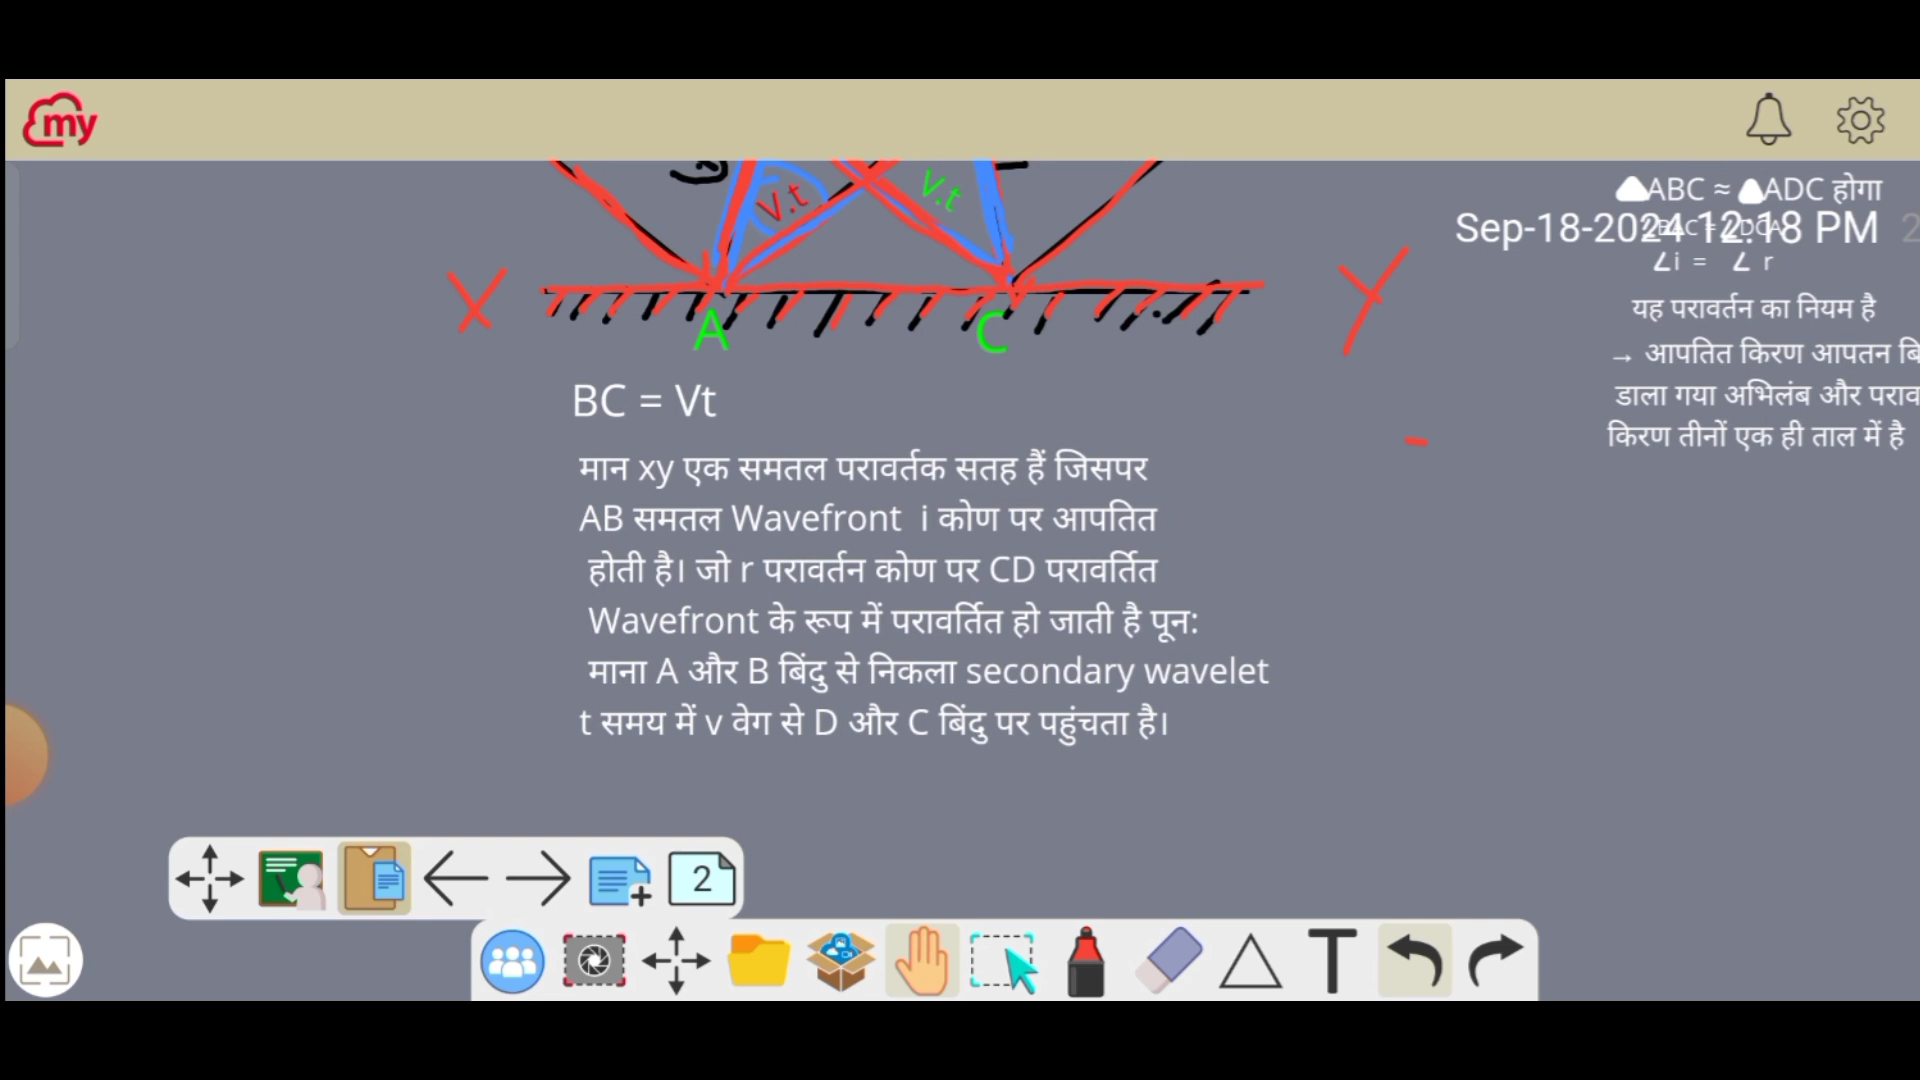 my
V.t
V.t
X
Y
A
C
BC = Vt
मान xy एक समतल परावर्तक सतह हैं जिसपर
AB समतल Wavefront i कोण पर आपतित
होती है। जो r परावर्तन कोण पर CD परावर्तित
Wavefront के रूप में परावर्तित हो जाती है पून:
माना A और B बिंदु से निकला secondary wavelet
t समय में v वेग से D और C बिंदु पर पहुंचता है।
ABC ≈ ADC होगा
Sep-18-2024 12:18 PM
∠i = ∠ r
यह परावर्तन का नियम है
→ आपतित किरण आपतन बि
डाला गया अभिलंब और पराव
किरण तीनों एक ही ताल में है
2
T